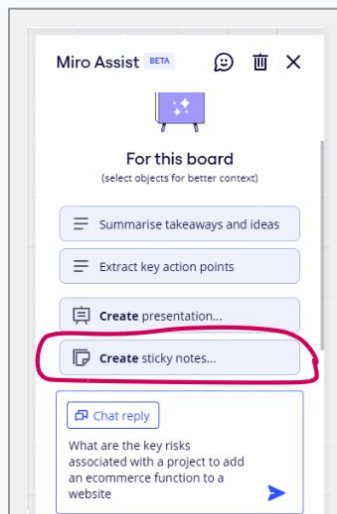 Miro Assist BETA
For this board
(select objects for better context)
Summarise takeaways and ideas
Extract key action points
Create presentation...
Create sticky notes...
Chat reply
What are the key risks
associated with a project to add
an ecommerce function to a
website